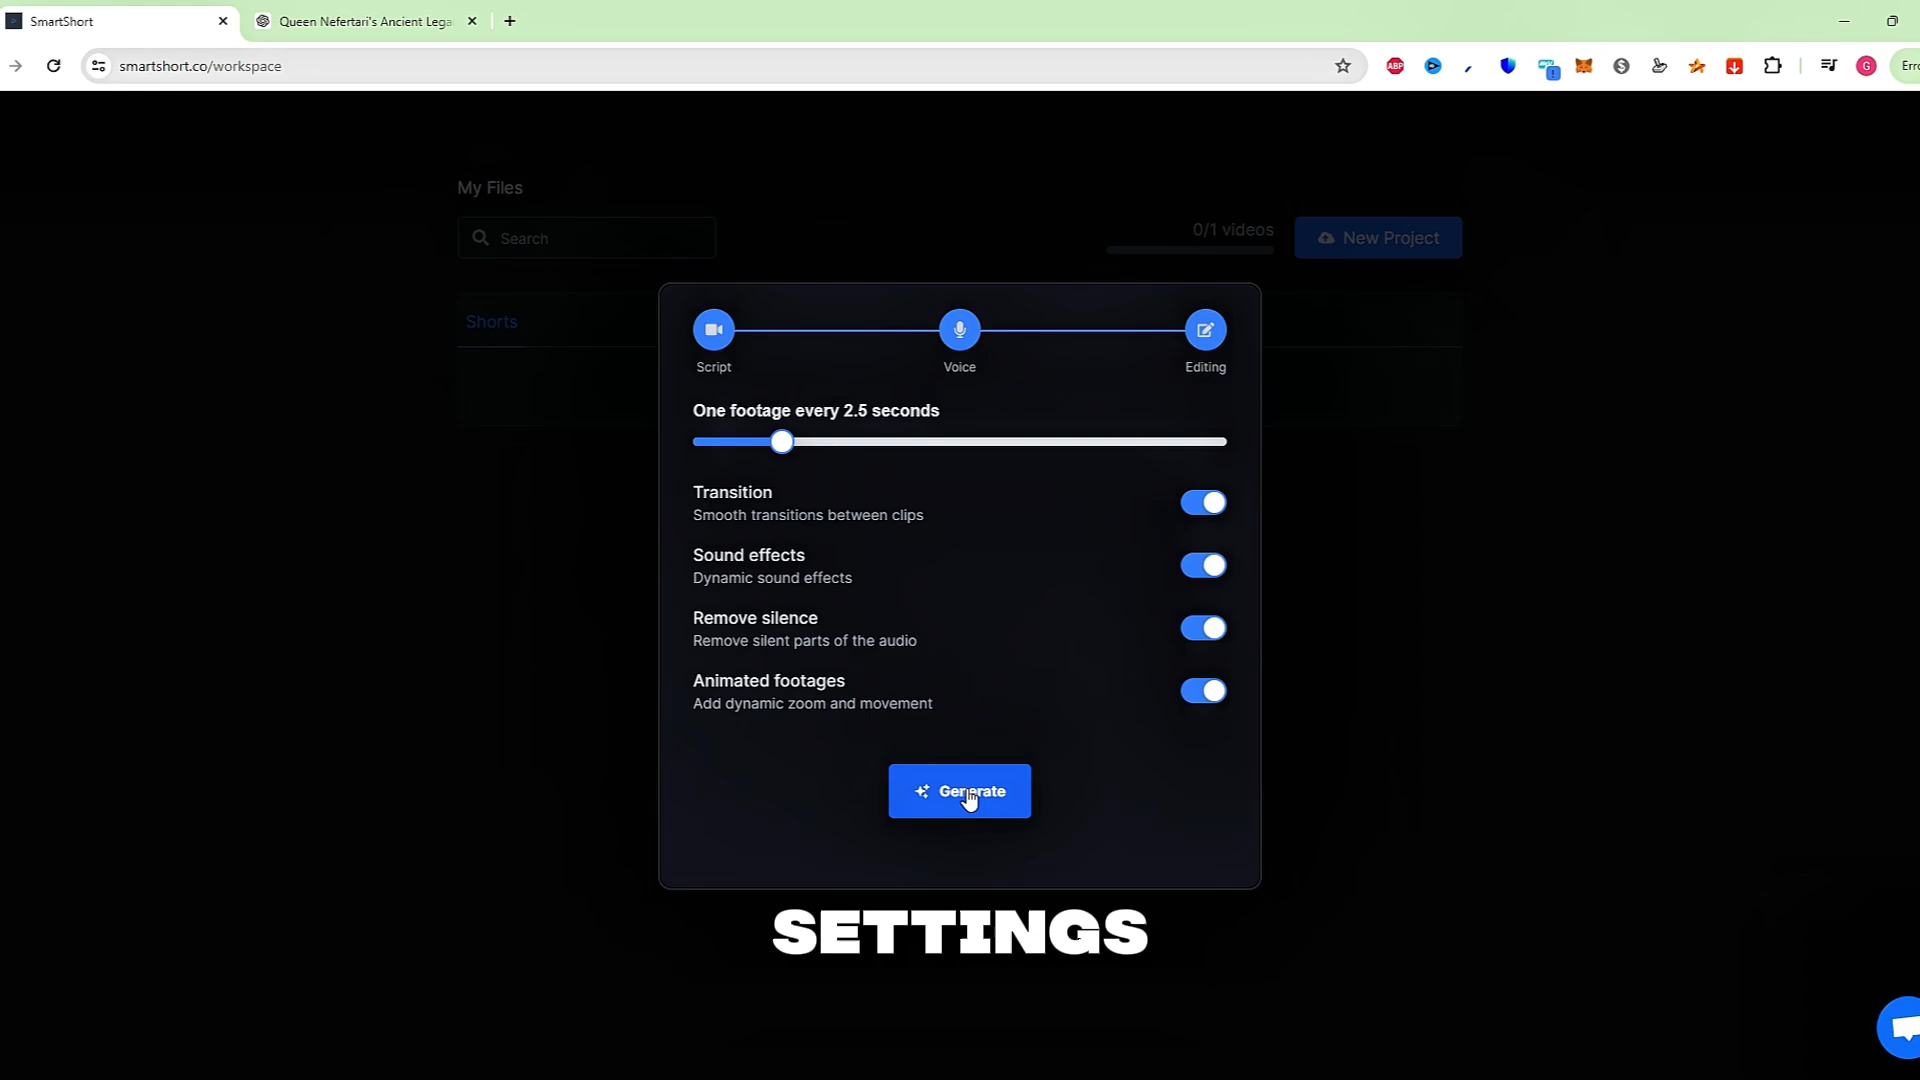 SmartShort
Queen Nefertari's Ancient Lega
smartshort.co/workspace
ABP
G
Erro
My Files
Search
0/1 videos
New Project
Shorts
Script
Voice
Editing
One footage every 2.5 seconds
Transition
Smooth transitions between clips
Sound effects
Dynamic sound effects
Remove silence
Remove silent parts of the audio
Animated footages
Add dynamic zoom and movement
Generate
SETTINGS